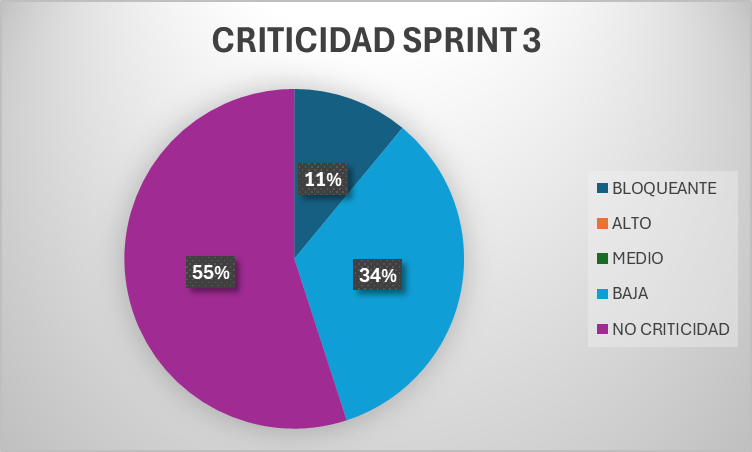 CRITICIDAD SPRINT 3
11%
55%
34%
BLOQUEANTE
ALTO
MEDIO
BAJA
NO CRITICIDAD